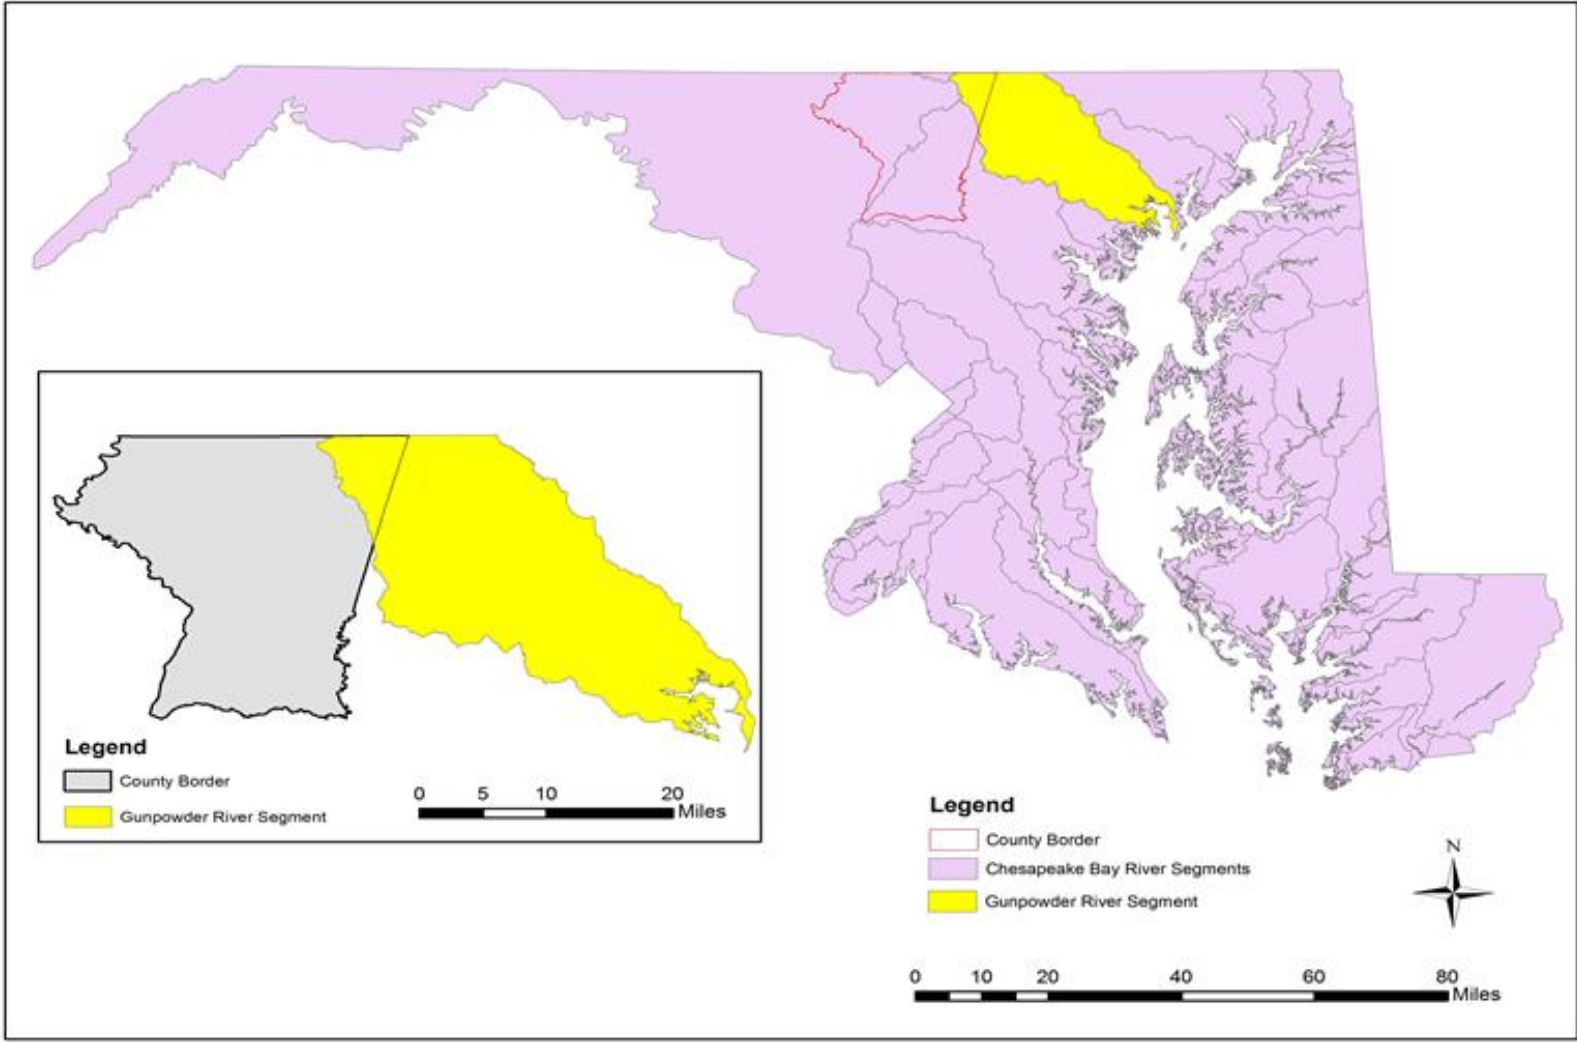 Legend
County Border
Gunpowder River Segment
0 5 10 20
Miles
Legend
County Border
Chesapeake Bay River Segments
Gunpowder River Segment
N
0 10 20 40 60 80
Miles